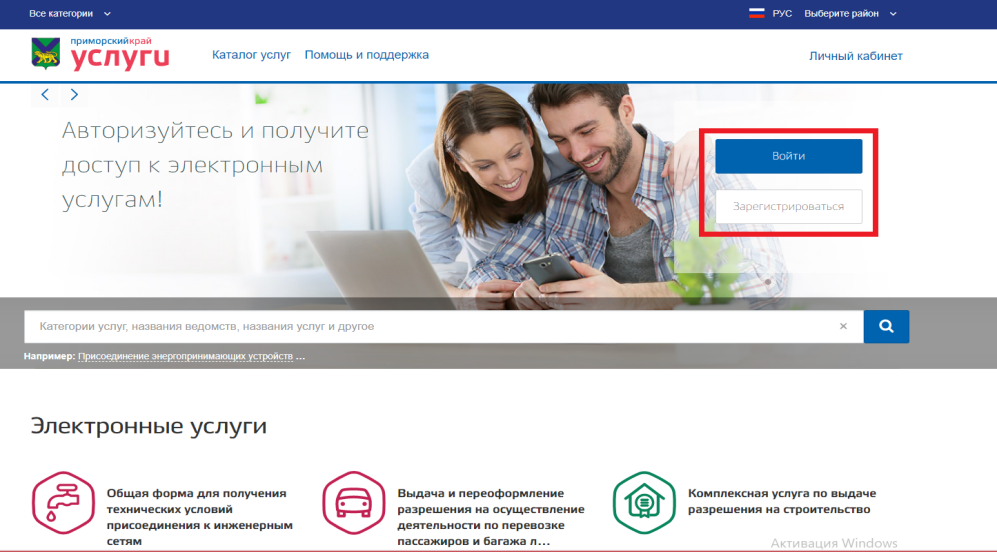 Все категории
РУС Выберите район
приморскийкрай
услуги
Каталог услуг Помощь и поддержка
Личный кабинет
Авторизуйтесь и получите
доступ к электронным
услугам!
Войти
Зарегистрироваться
Категории услуг, названия ведомств, названия услуг и другое
Например: Присоединение энергопринимающих устройств ...
Электронные услуги
Общая форма для получения
технических условий
присоединения к инженерным
сетям
Выдача и переоформление
разрешения на осуществление
деятельности по перевозке
пассажиров и багажа л...
Комплексная услуга по выдаче
разрешения на строительство
Активация Windows